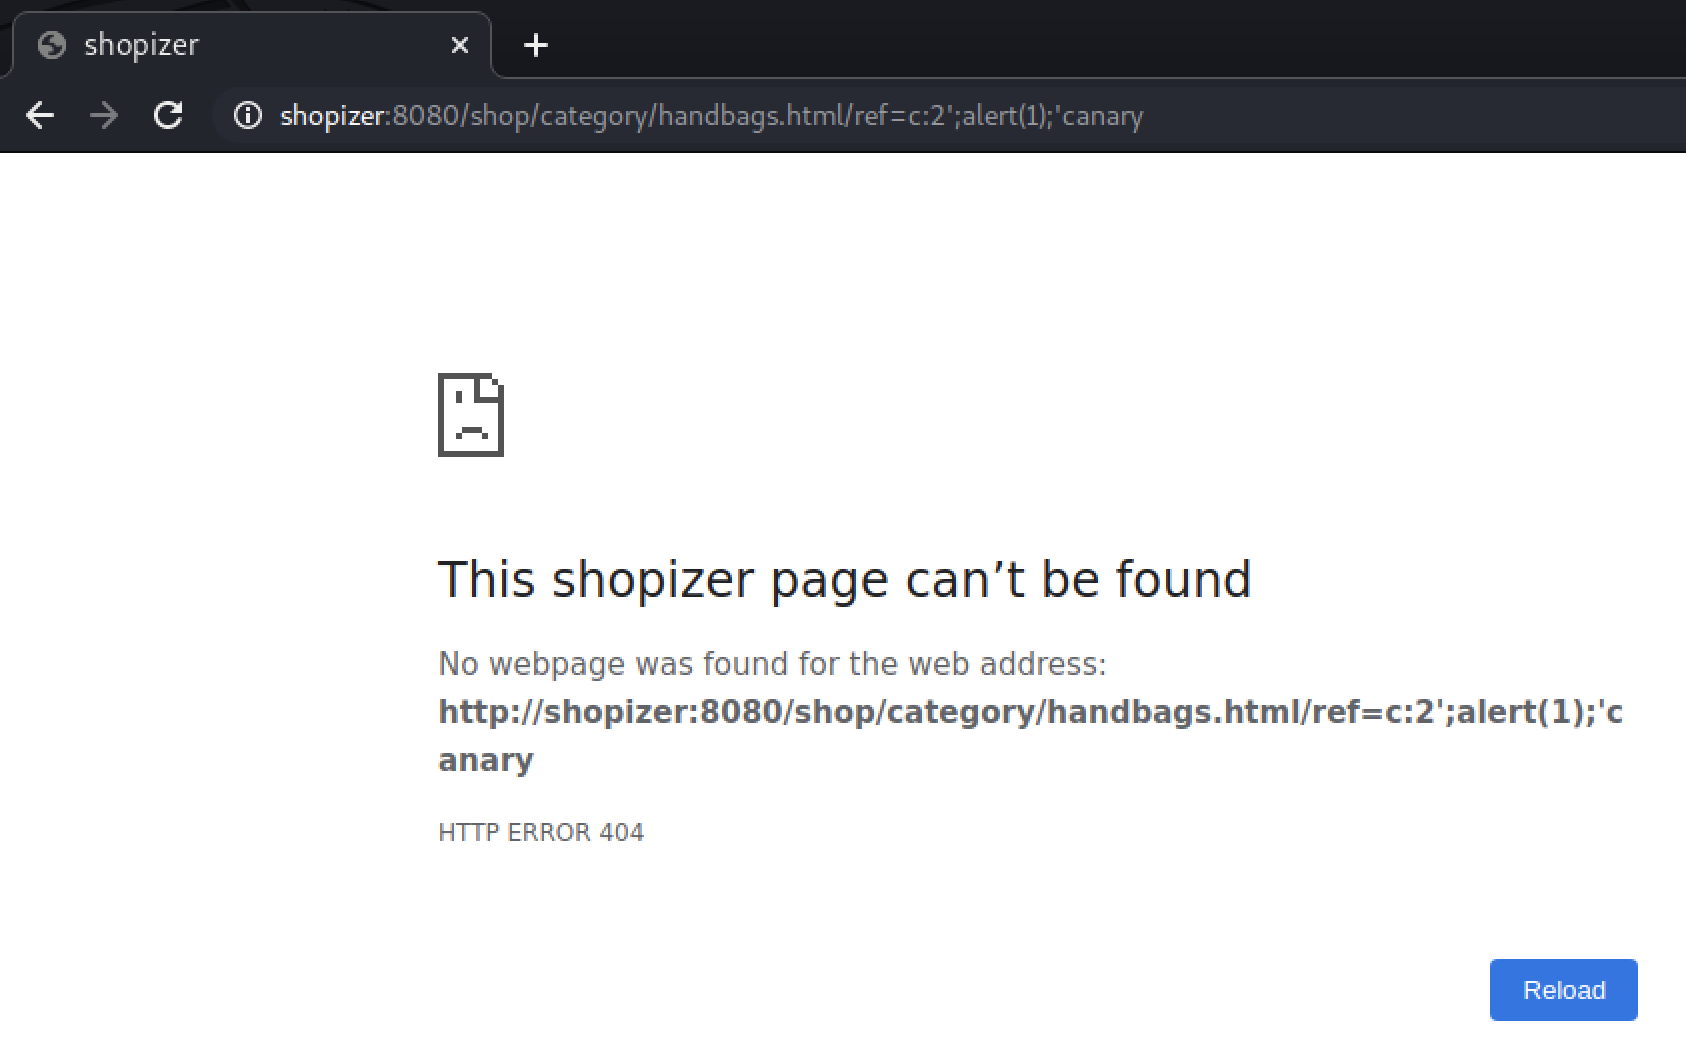 shopizer
shopizer:8080/shop/category/handbags.html/ref=c:2';alert(1);'canary
This shopizer page can’t be found
No webpage was found for the web address:
http://shopizer:8080/shop/category/handbags.html/ref=c:2';alert(1);'c
anary
HTTP ERROR 404
Reload